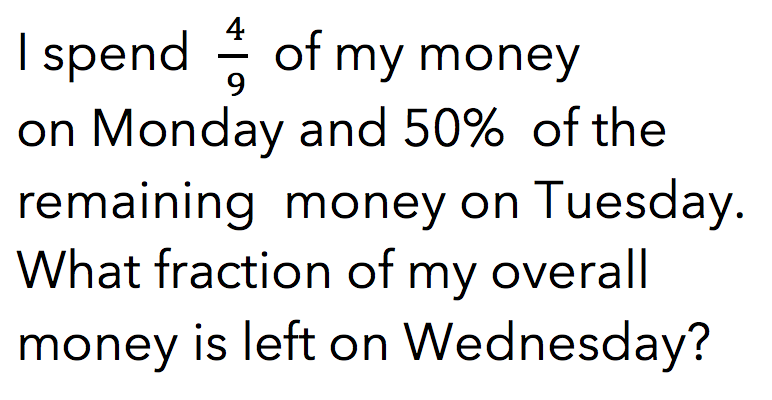 I spend 4/9 of my money
on Monday and 50% of the
remaining money on Tuesday.
What fraction of my overall
money is left on Wednesday?